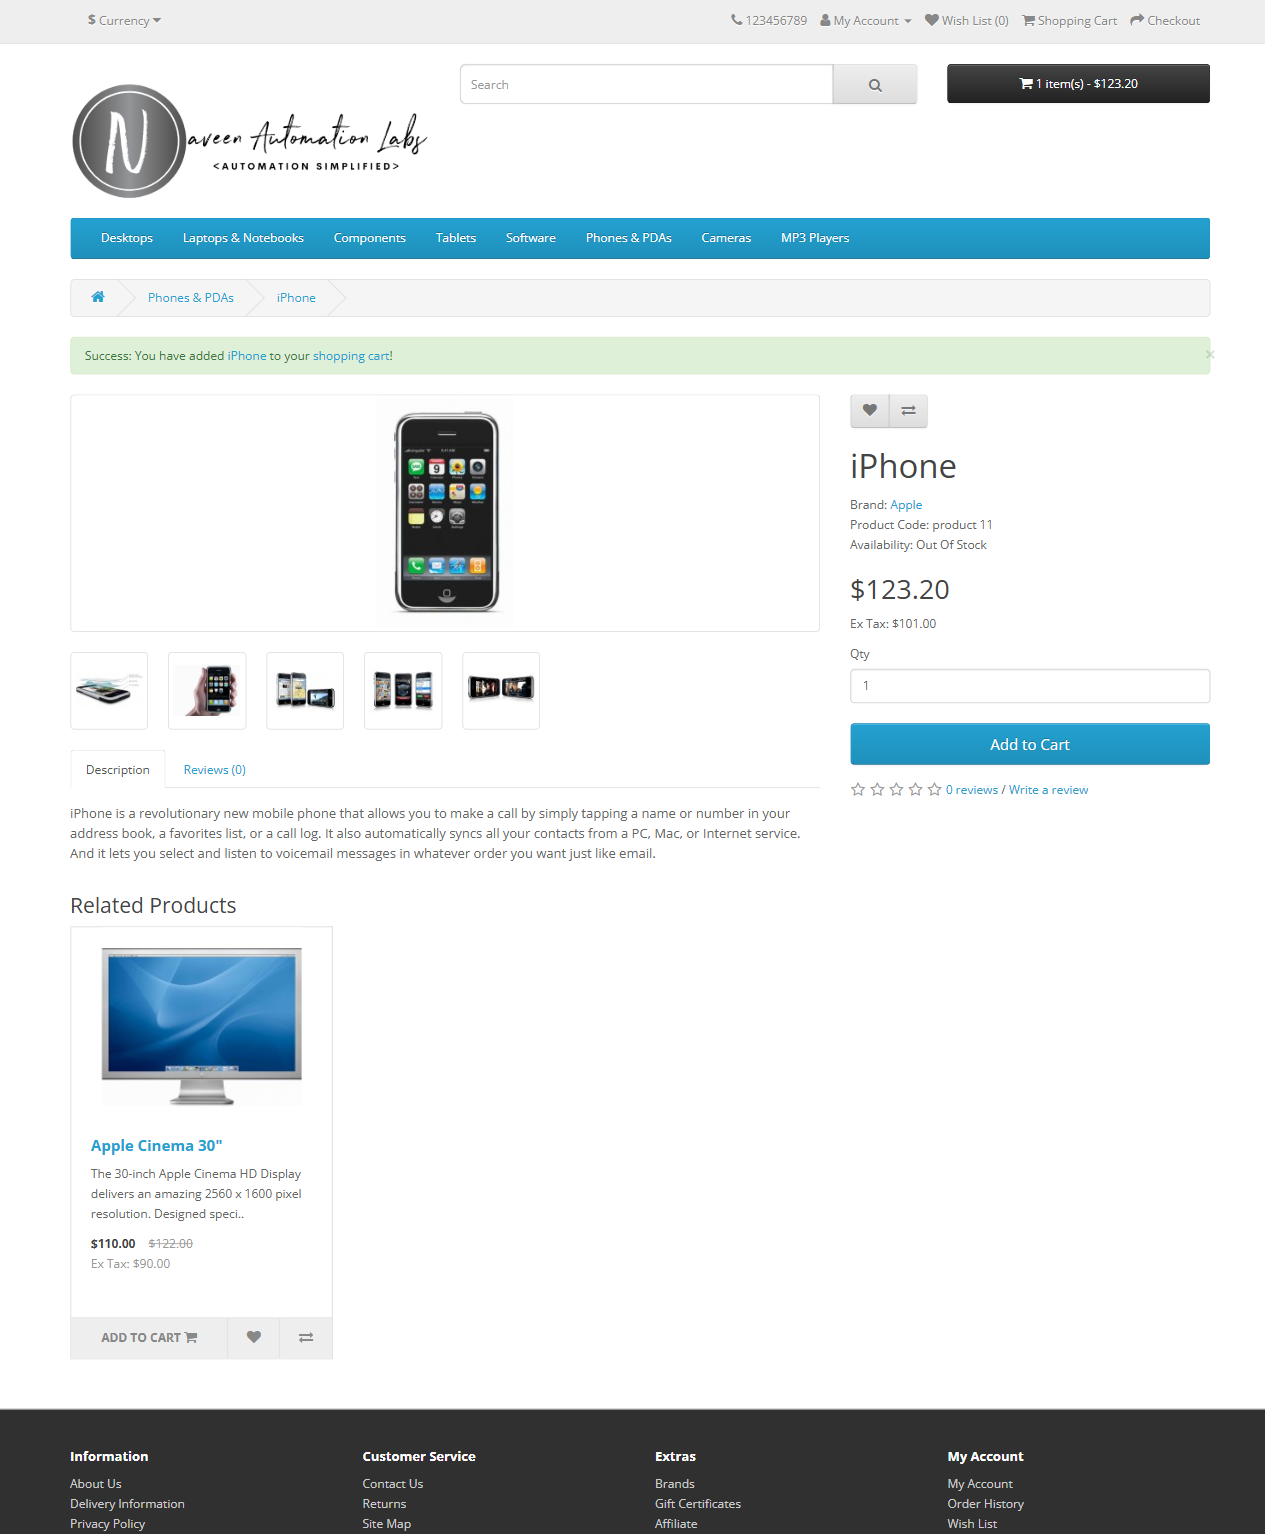 $ Currency
123456789 My Account Wish List (0) Shopping Cart Checkout
Search
1 item(s) - $123.20
N aveen Automation Labs
<AUTOMATION SIMPLIFIED>
Desktops Laptops & Notebooks Components Tablets Software Phones & PDAs Cameras MP3 Players
Phones & PDAs iPhone
Success: You have added iPhone to your shopping cart!
×
iPhone
Brand: Apple
Product Code: product 11
Availability: Out Of Stock
$123.20
Ex Tax: $101.00
Qty
1
Add to Cart
0 reviews / Write a review
Description Reviews (0)
iPhone is a revolutionary new mobile phone that allows you to make a call by simply tapping a name or number in your
address book, a favorites list, or a call log. It also automatically syncs all your contacts from a PC, Mac, or Internet service.
And it lets you select and listen to voicemail messages in whatever order you want just like email.
Related Products
Apple Cinema 30"
The 30-inch Apple Cinema HD Display
delivers an amazing 2560 x 1600 pixel
resolution. Designed speci..
$110.00 $122.00
Ex Tax: $90.00
ADD TO CART
Information
About Us
Delivery Information
Privacy Policy
Customer Service
Contact Us
Returns
Site Map
Extras
Brands
Gift Certificates
Affiliate
My Account
My Account
Order History
Wish List